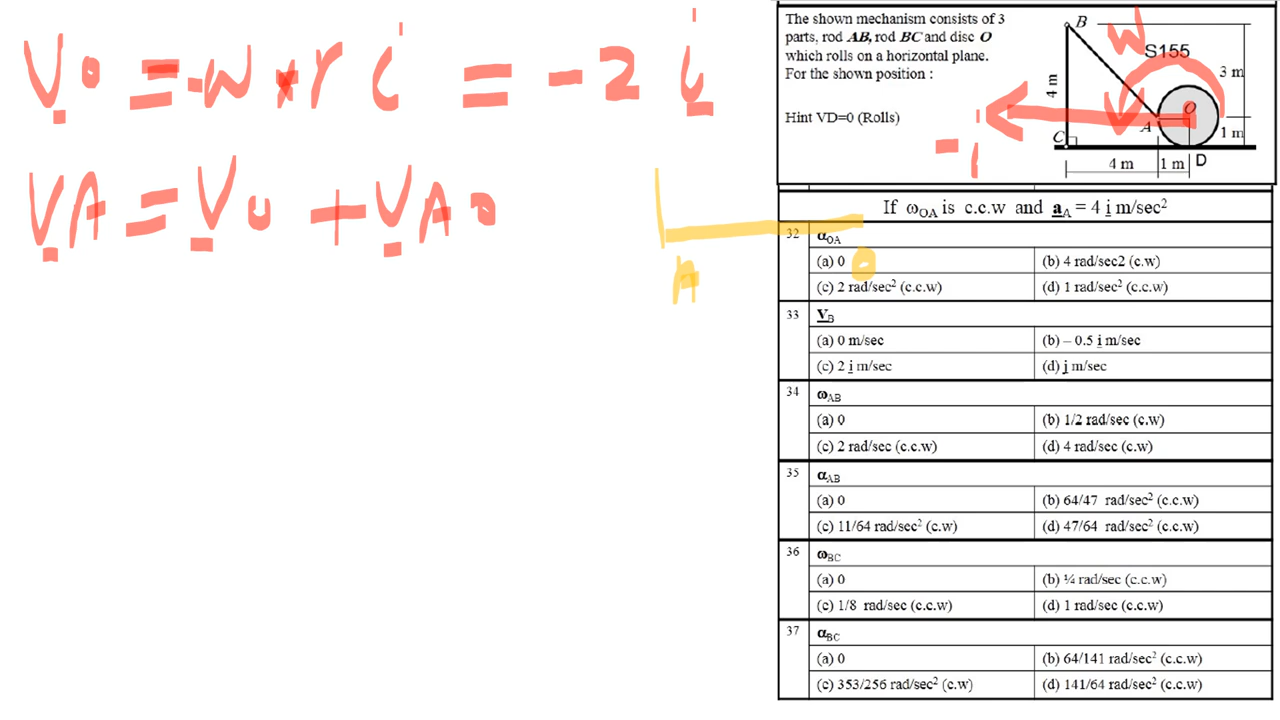 V o = -w * r i = - 2 i
VA = Vo + VAo
A
O
The shown mechanism consists of 3
parts, rod AB, rod BC and disc O
which rolls on a horizontal plane.
For the shown position :
Hint VD=0 (Rolls)
B
W
S155
4 m
3 m
O
A
1 m
- i
C
4 m
1 m
D
If ωOA is c.c.w and aA = 4 i m/sec²
32
αOA
(a) 0
(b) 4 rad/sec2 (c.w)
(c) 2 rad/sec² (c.c.w)
(d) 1 rad/sec² (c.c.w)
33
VB
(a) 0 m/sec
(b) – 0.5 i m/sec
(c) 2 i m/sec
(d) j m/sec
34
ωAB
(a) 0
(b) 1/2 rad/sec (c.w)
(c) 2 rad/sec (c.c.w)
(d) 4 rad/sec (c.w)
35
αAB
(a) 0
(b) 64/47 rad/sec² (c.c.w)
(c) 11/64 rad/sec² (c.w)
(d) 47/64 rad/sec² (c.c.w)
36
ωBC
(a) 0
(b) ¼ rad/sec (c.c.w)
(c) 1/8 rad/sec (c.c.w)
(d) 1 rad/sec (c.c.w)
37
αBC
(a) 0
(b) 64/141 rad/sec² (c.c.w)
(c) 353/256 rad/sec² (c.w)
(d) 141/64 rad/sec² (c.c.w)